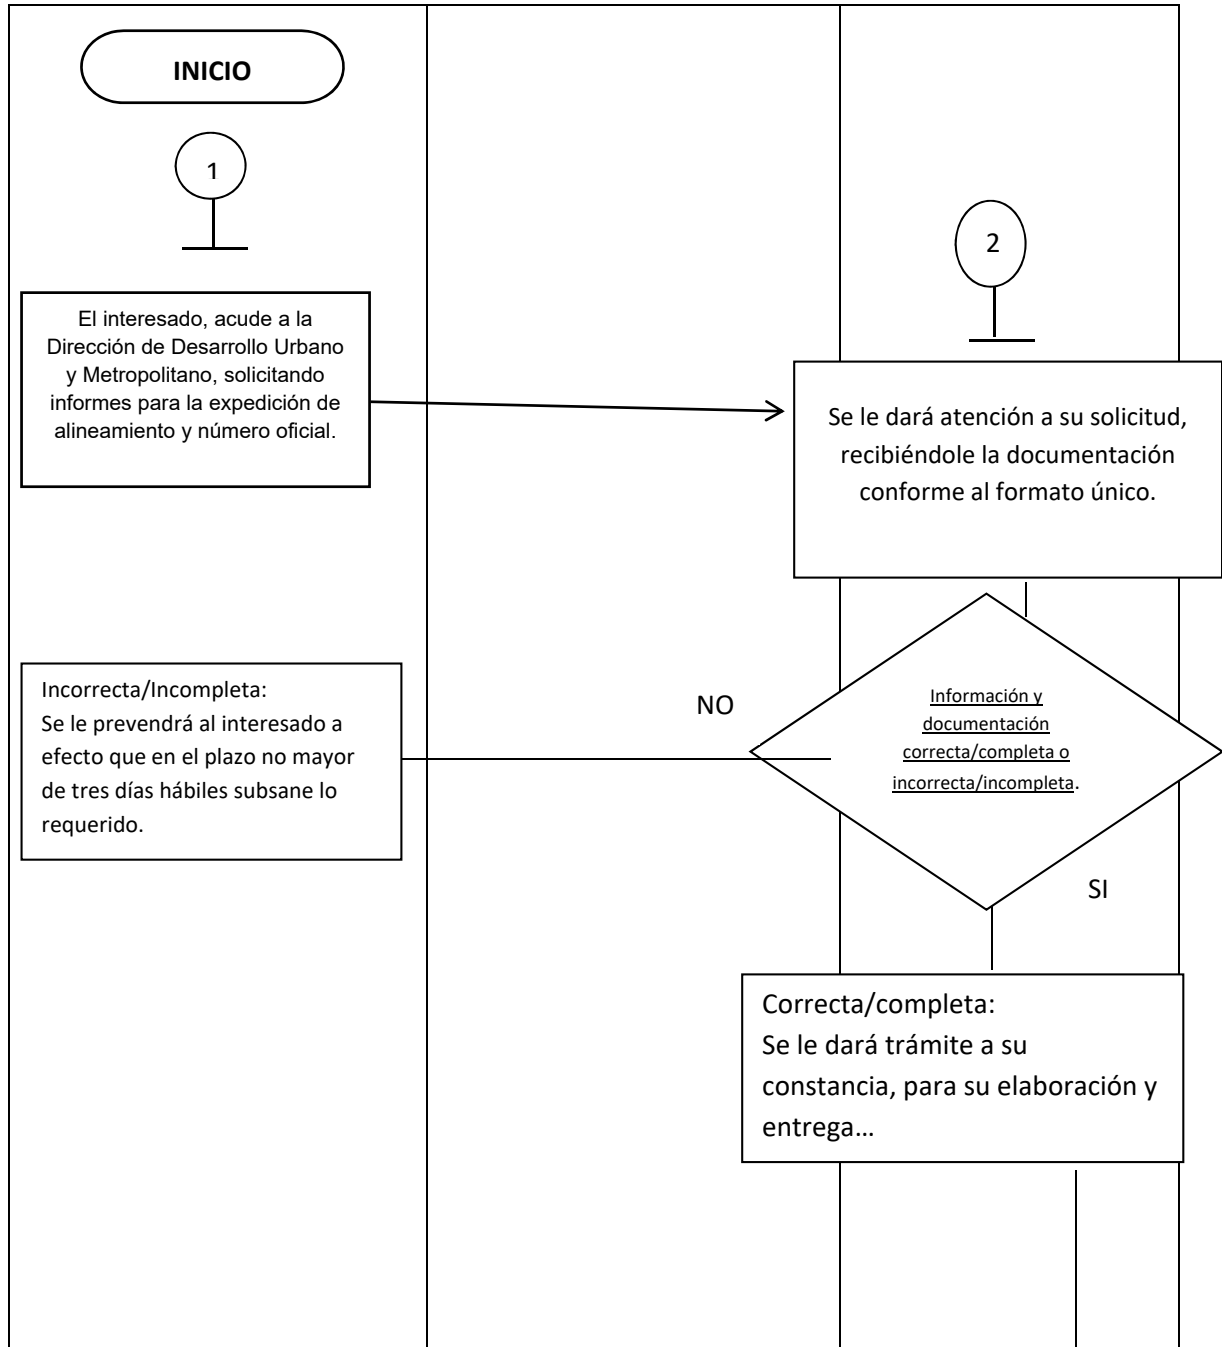 INICIO
1
El interesado, acude a la
Dirección de Desarrollo Urbano
y Metropolitano, solicitando
informes para la expedición de
alineamiento y número oficial.
2
Se le dará atención a su solicitud,
recibiéndole la documentación
conforme al formato único.
NO
Información y
documentación
correcta/completa o
incorrecta/incompleta.
Incorrecta/Incompleta:
Se le prevendrá al interesado a
efecto que en el plazo no mayor
de tres días hábiles subsane lo
requerido.
SI
Correcta/completa:
Se le dará trámite a su
constancia, para su elaboración y
entrega...